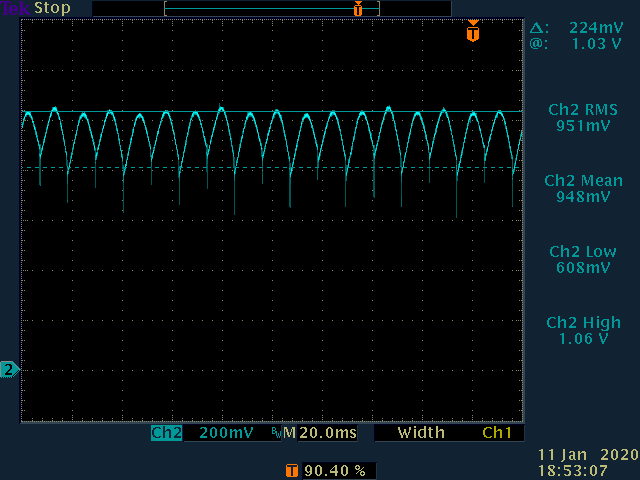 Tek Stop
T
T
Δ: 224mV
@: 1.03 V
Ch2 RMS
951mV
Ch2 Mean
948mV
Ch2 Low
608mV
Ch2 High
1.06 V
2
Ch2 200mV BW M 20.0ms Width Ch1
T 90.40 %
11 Jan 2020
18:53:07